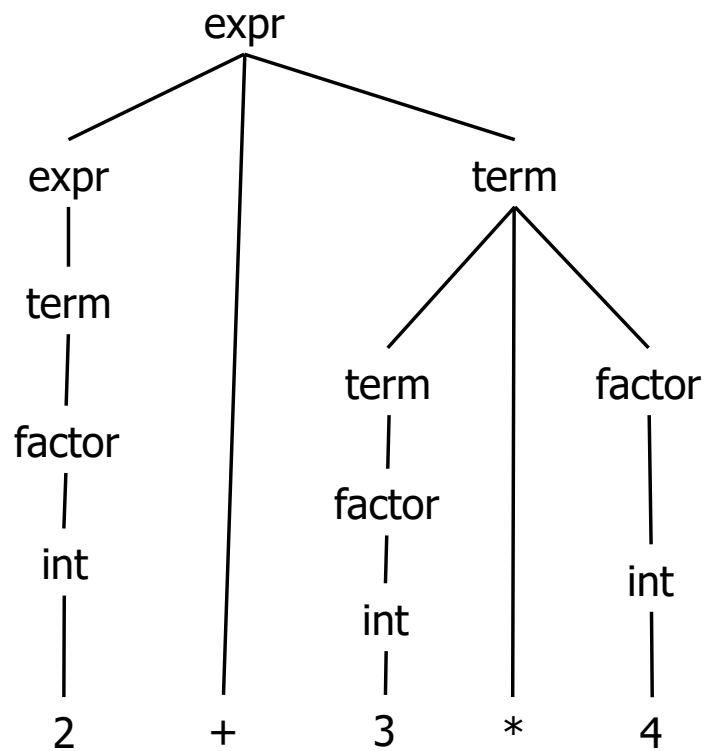 expr
expr term
term
term factor
factor
factor
int int
int
2 + 3 * 4